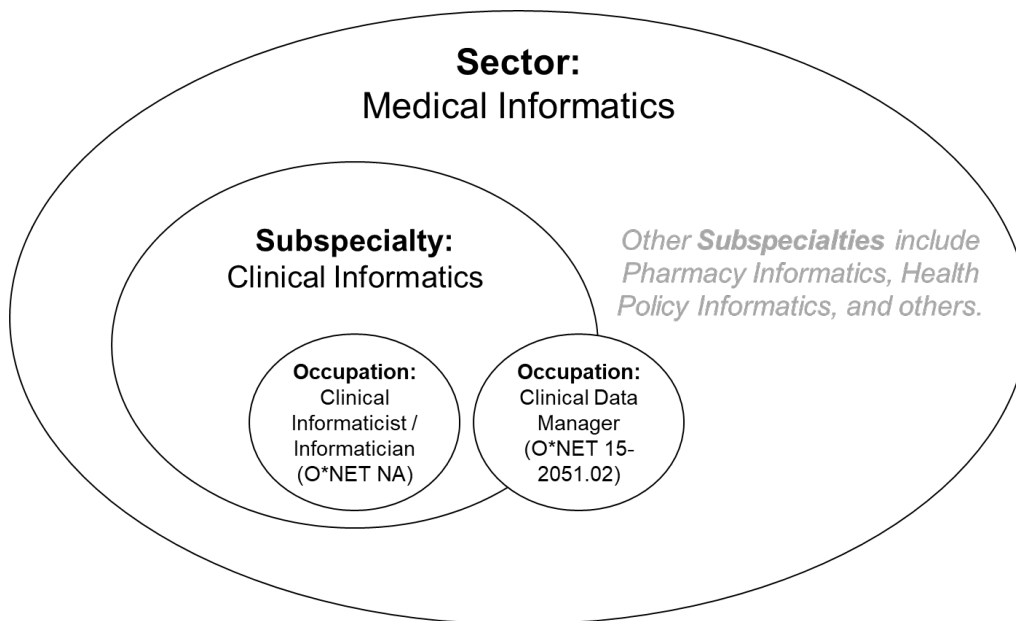 Sector:
Medical Informatics
Subspecialty:
Clinical Informatics
Other Subspecialties include
Pharmacy Informatics, Health
Policy Informatics, and others.
Occupation:
Clinical
Informaticist /
Informatician
(O*NET NA)
Occupation:
Clinical Data
Manager
(O*NET 15-
2051.02)